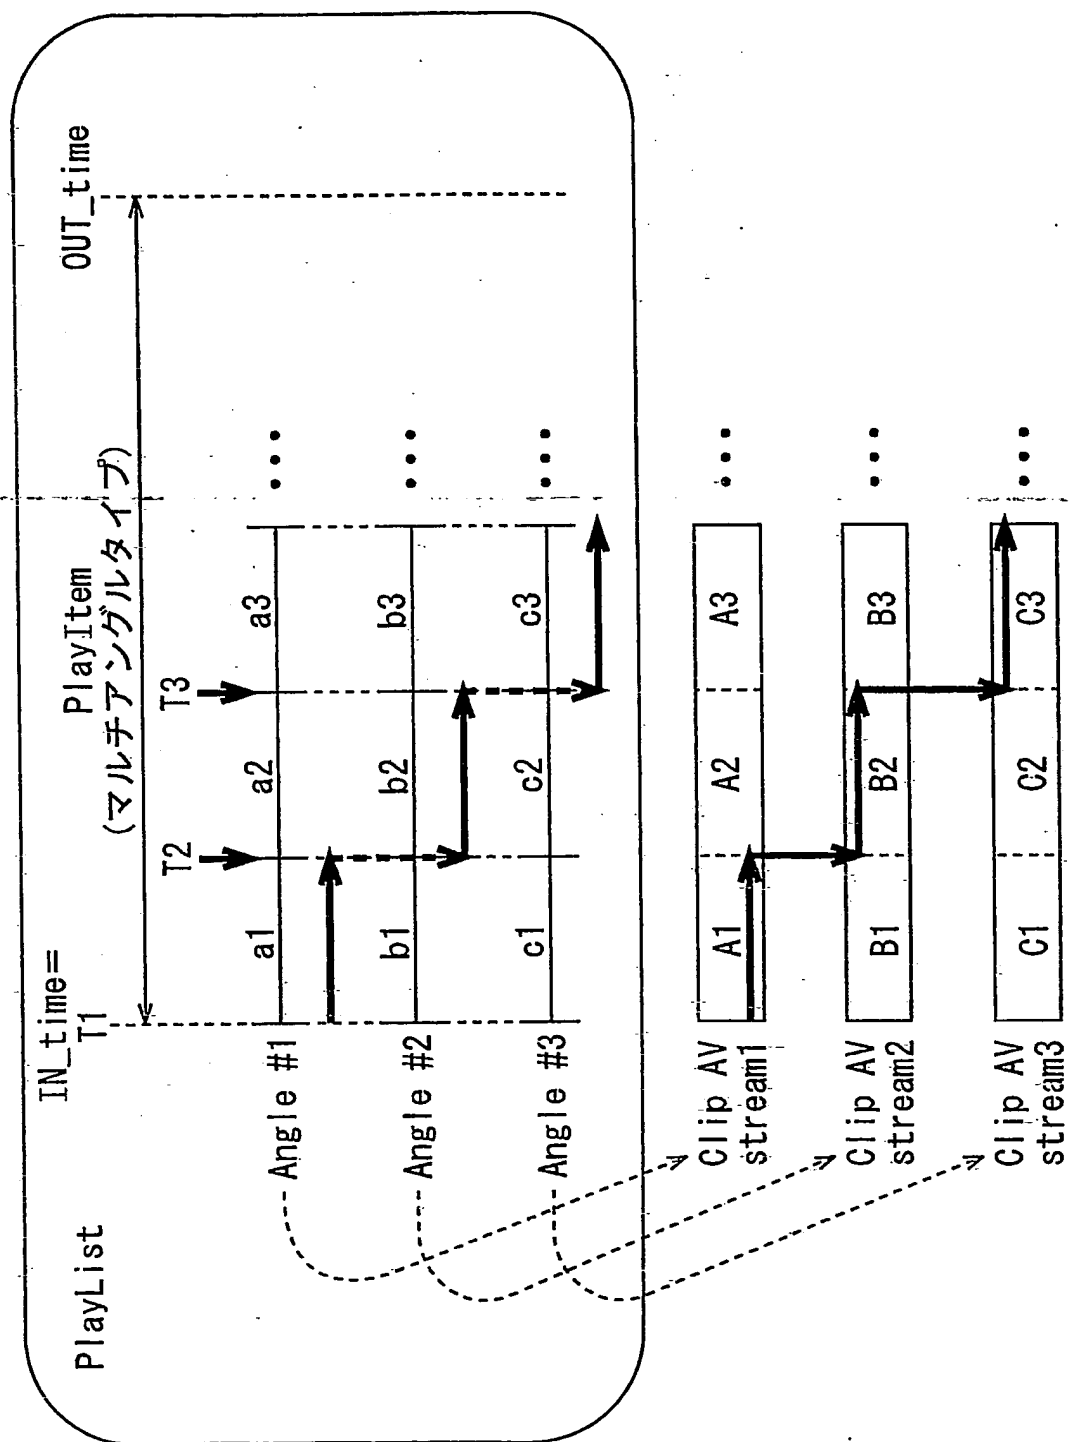 PlayList
IN_time=
T1
PlayItem
(マルチアングルタイプ)
OUT_time
T2
T3
Angle #1
a1
a2
a3
•••
Angle #2
b1
b2
b3
•••
Angle #3
c1
c2
c3
•••
Clip AV
stream1
A1
A2
A3
•••
Clip AV
stream2
B1
B2
B3
•••
Clip AV
stream3
C1
C2
C3
•••